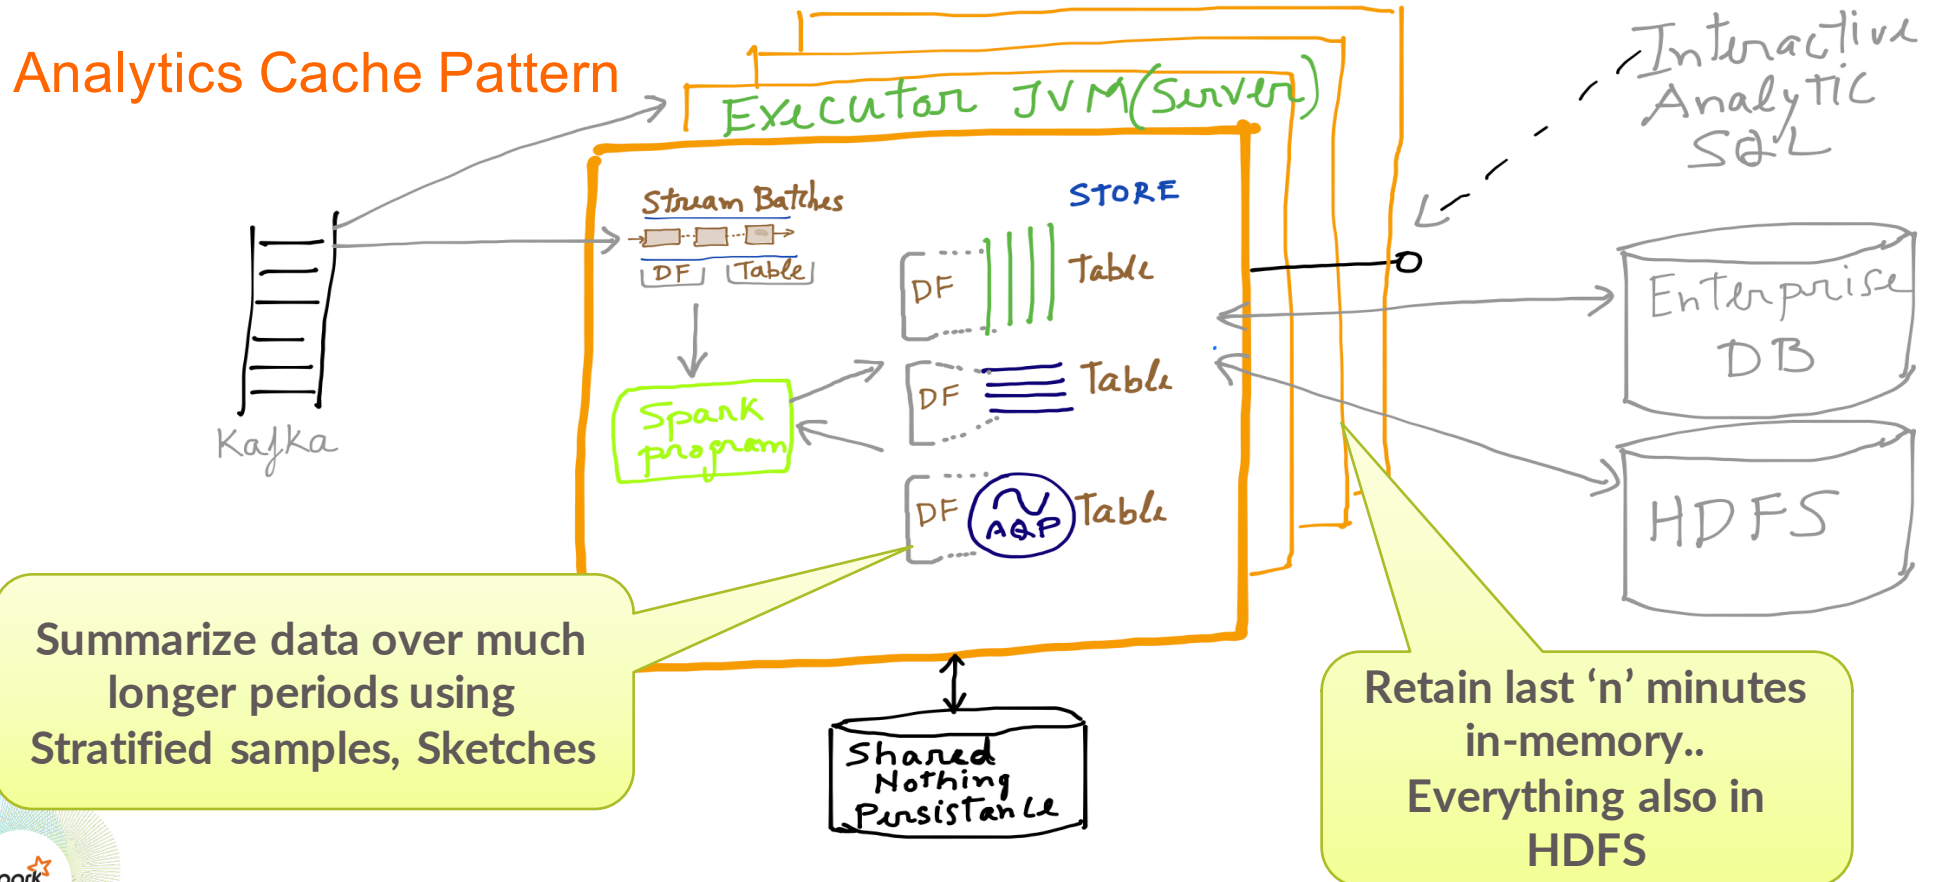 Analytics Cache Pattern
Executor JVM(Server)
Interactive
Analytic
SQL
Stream Batches
DF
Table
STORE
DF
Table
DF
Table
DF
AQP
Table
Spark
program
Kafka
Enterprise
DB
HDFS
Summarize data over much
longer periods using
Stratified samples, Sketches
Shared
Nothing
Persistance
Retain last ‘n’ minutes
in-memory..
Everything also in
HDFS